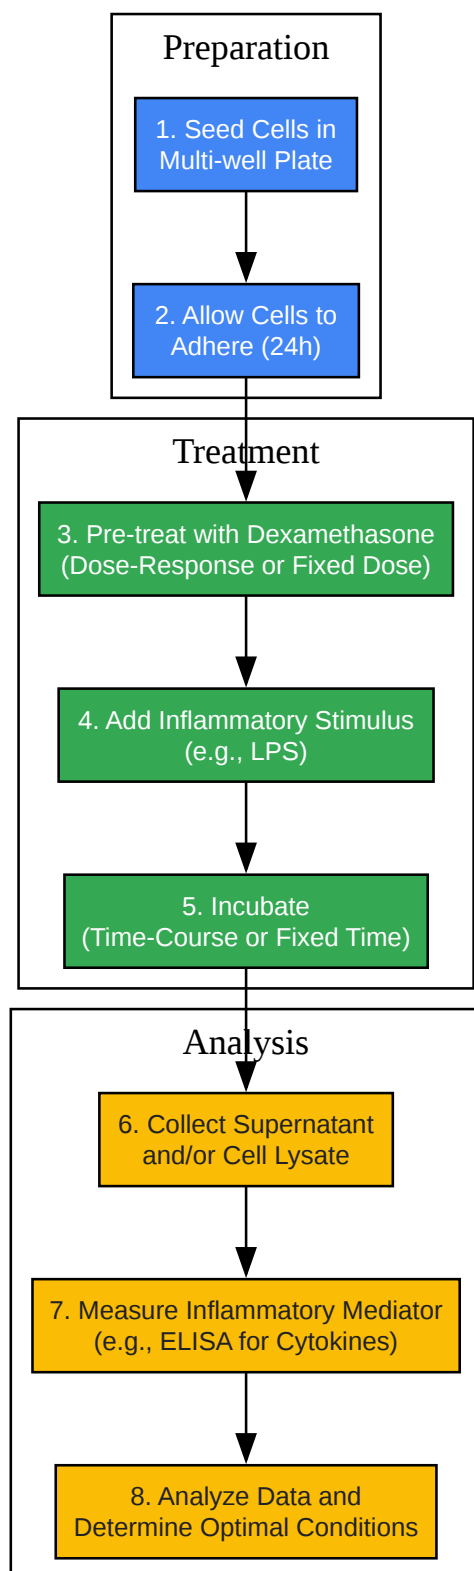 Preparation
1. Seed Cells in
Multi-well Plate
2. Allow Cells to
Adhere (24h)
Treatment
3. Pre-treat with Dexamethasone
(Dose-Response or Fixed Dose)
4. Add Inflammatory Stimulus
(e.g., LPS)
5. Incubate
(Time-Course or Fixed Time)
Analysis
6. Collect Supernatant
and/or Cell Lysate
7. Measure Inflammatory Mediator
(e.g., ELISA for Cytokines)
8. Analyze Data and
Determine Optimal Conditions